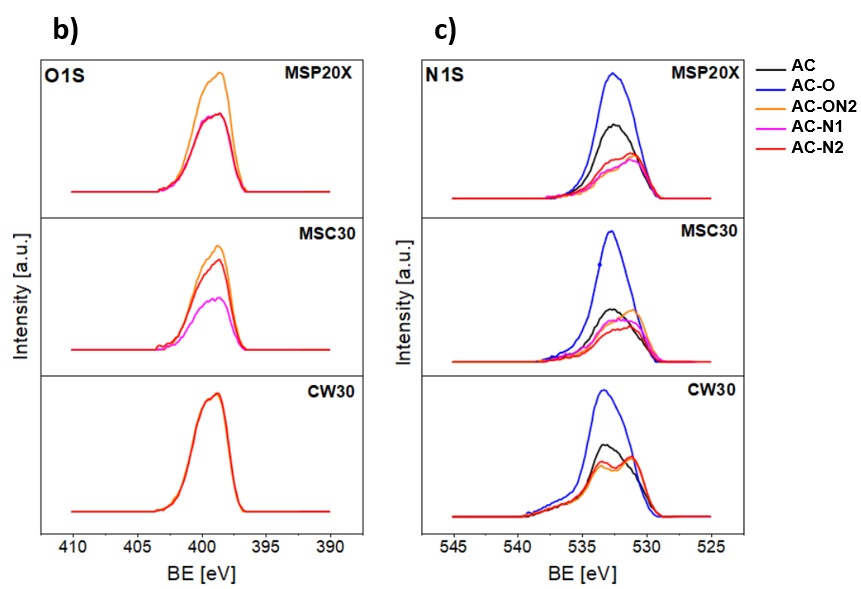 b)
c)
O1S
MSP20X
MSC30
CW30
Intensity [a.u.]
410 405 400 395 390
BE [eV]
N1S
MSP20X
MSC30
CW30
Intensity [a.u.]
545 540 535 530 525
BE [eV]
AC
AC-O
AC-ON2
AC-N1
AC-N2